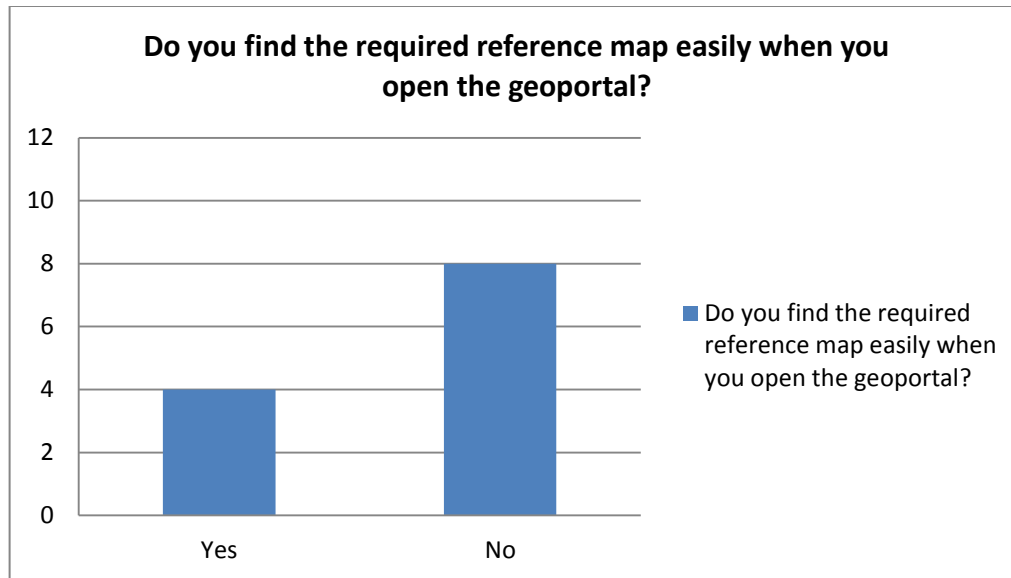 Do you find the required reference map easily when you
open the geoportal?
12
10
8
6
4
2
0
Yes
No
Do you find the required
reference map easily when
you open the geoportal?